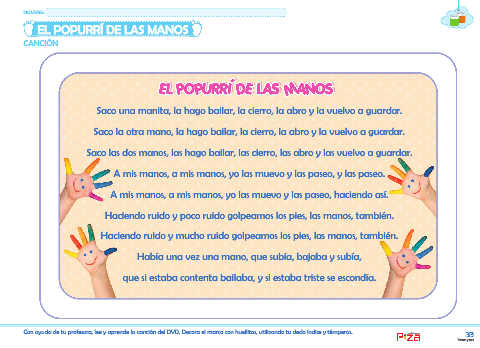 NOMBRE:
EL POPURRÍ DE LAS MANOS
CANCIÓN
EL POPURRÍ DE LAS MANOS
Saco una manita, la hago bailar, la cierro, la abro y la vuelvo a guardar.
Saco la otra mano, la hago bailar, la cierro, la abro y la vuelvo a guardar.
Saco las dos manos, las hago bailar, las cierro, las abro y las vuelvo a guardar.
A mis manos, a mis manos, yo las muevo y las paseo, y las paseo.
A mis manos, a mis manos, yo las muevo y las paseo, haciendo así.
Haciendo ruido y poco ruido golpeamos los pies, las manos, también.
Haciendo ruido y mucho ruido golpeamos los pies, las manos, también.
Había una vez una mano, que subía, bajaba y subía,
que si estaba contenta bailaba, y si estaba triste se escondía.
Con ayuda de tu profesora, lee y aprende la canción del DVD. Decora el marco con huellitas, utilizando tu dedo índice y témperas.
33